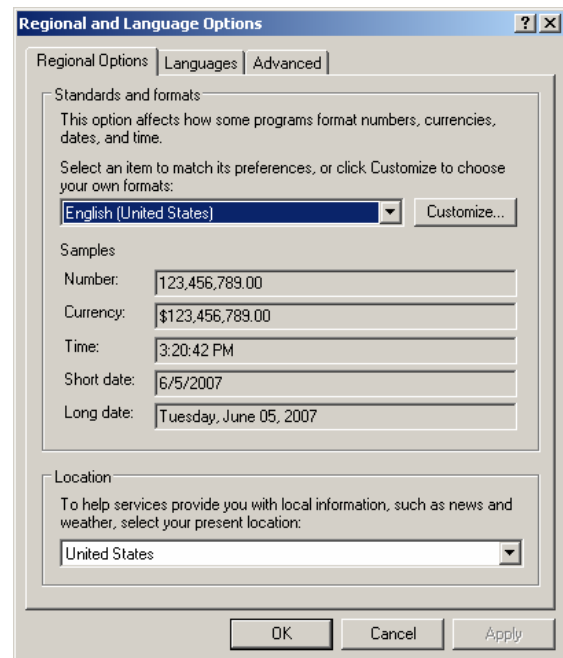 Regional and Language Options
Regional Options Languages Advanced
Standards and formats
This option affects how some programs format numbers, currencies,
dates, and time.
Select an item to match its preferences, or click Customize to choose
your own formats:
English (United States) Customize...
Samples
Number: 123,456,789.00
Currency: $123,456,789.00
Time: 3:20:42 PM
Short date: 6/5/2007
Long date: Tuesday, June 05, 2007
Location
To help services provide you with local information, such as news and
weather, select your present location:
United States
OK Cancel Apply